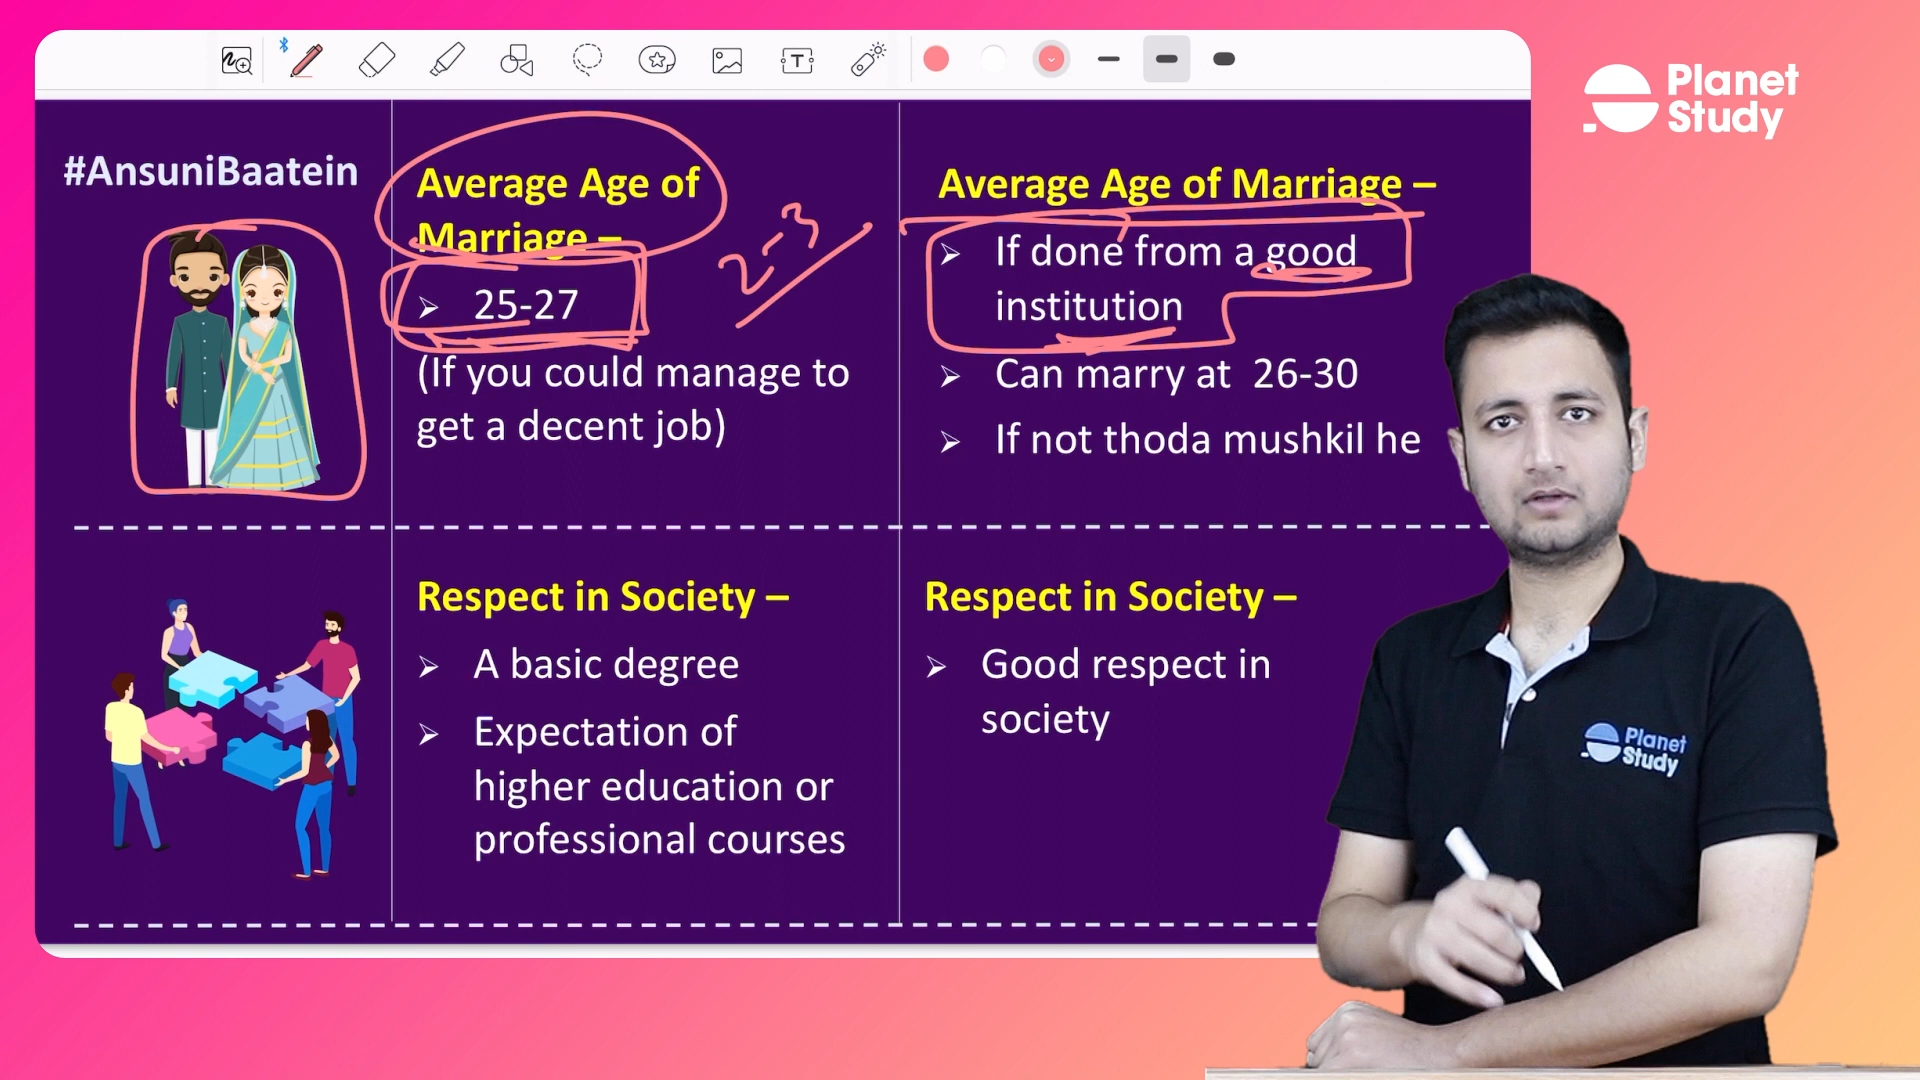 Planet
Study
#AnsuniBaatein
Average Age of
Marriage –
➢ 25-27
(If you could manage to
get a decent job)
2-3
Average Age of Marriage –
➢ If done from a good
institution
➢ Can marry at 26-30
➢ If not thoda mushkil he
Respect in Society –
➢ A basic degree
➢ Expectation of
higher education or
professional courses
Respect in Society –
➢ Good respect in
society
Planet
Study
T